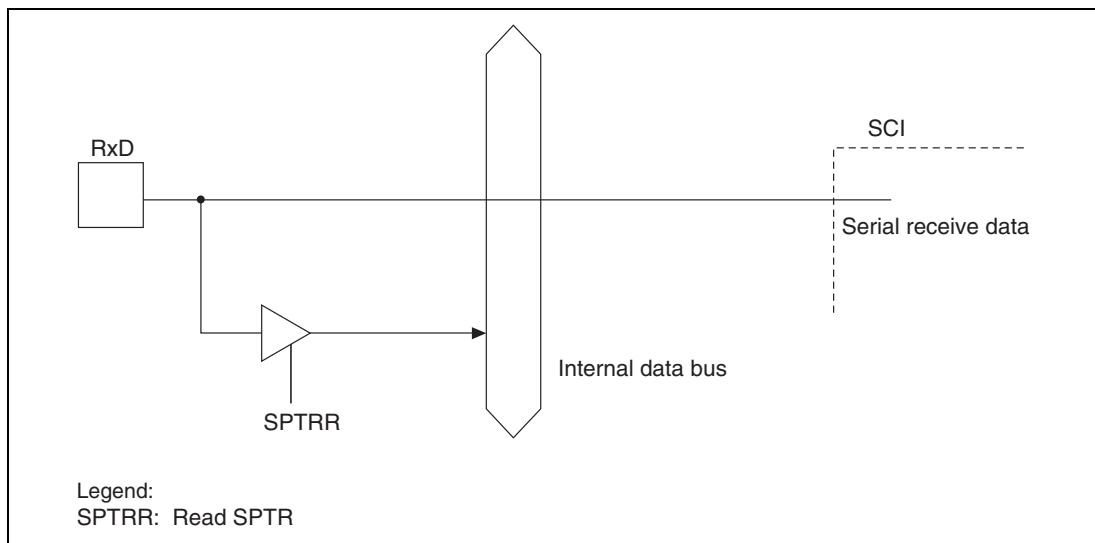 SCI
RxD
Serial receive data
Internal data bus
SPTRR
Legend:
SPTRR: Read SPTR